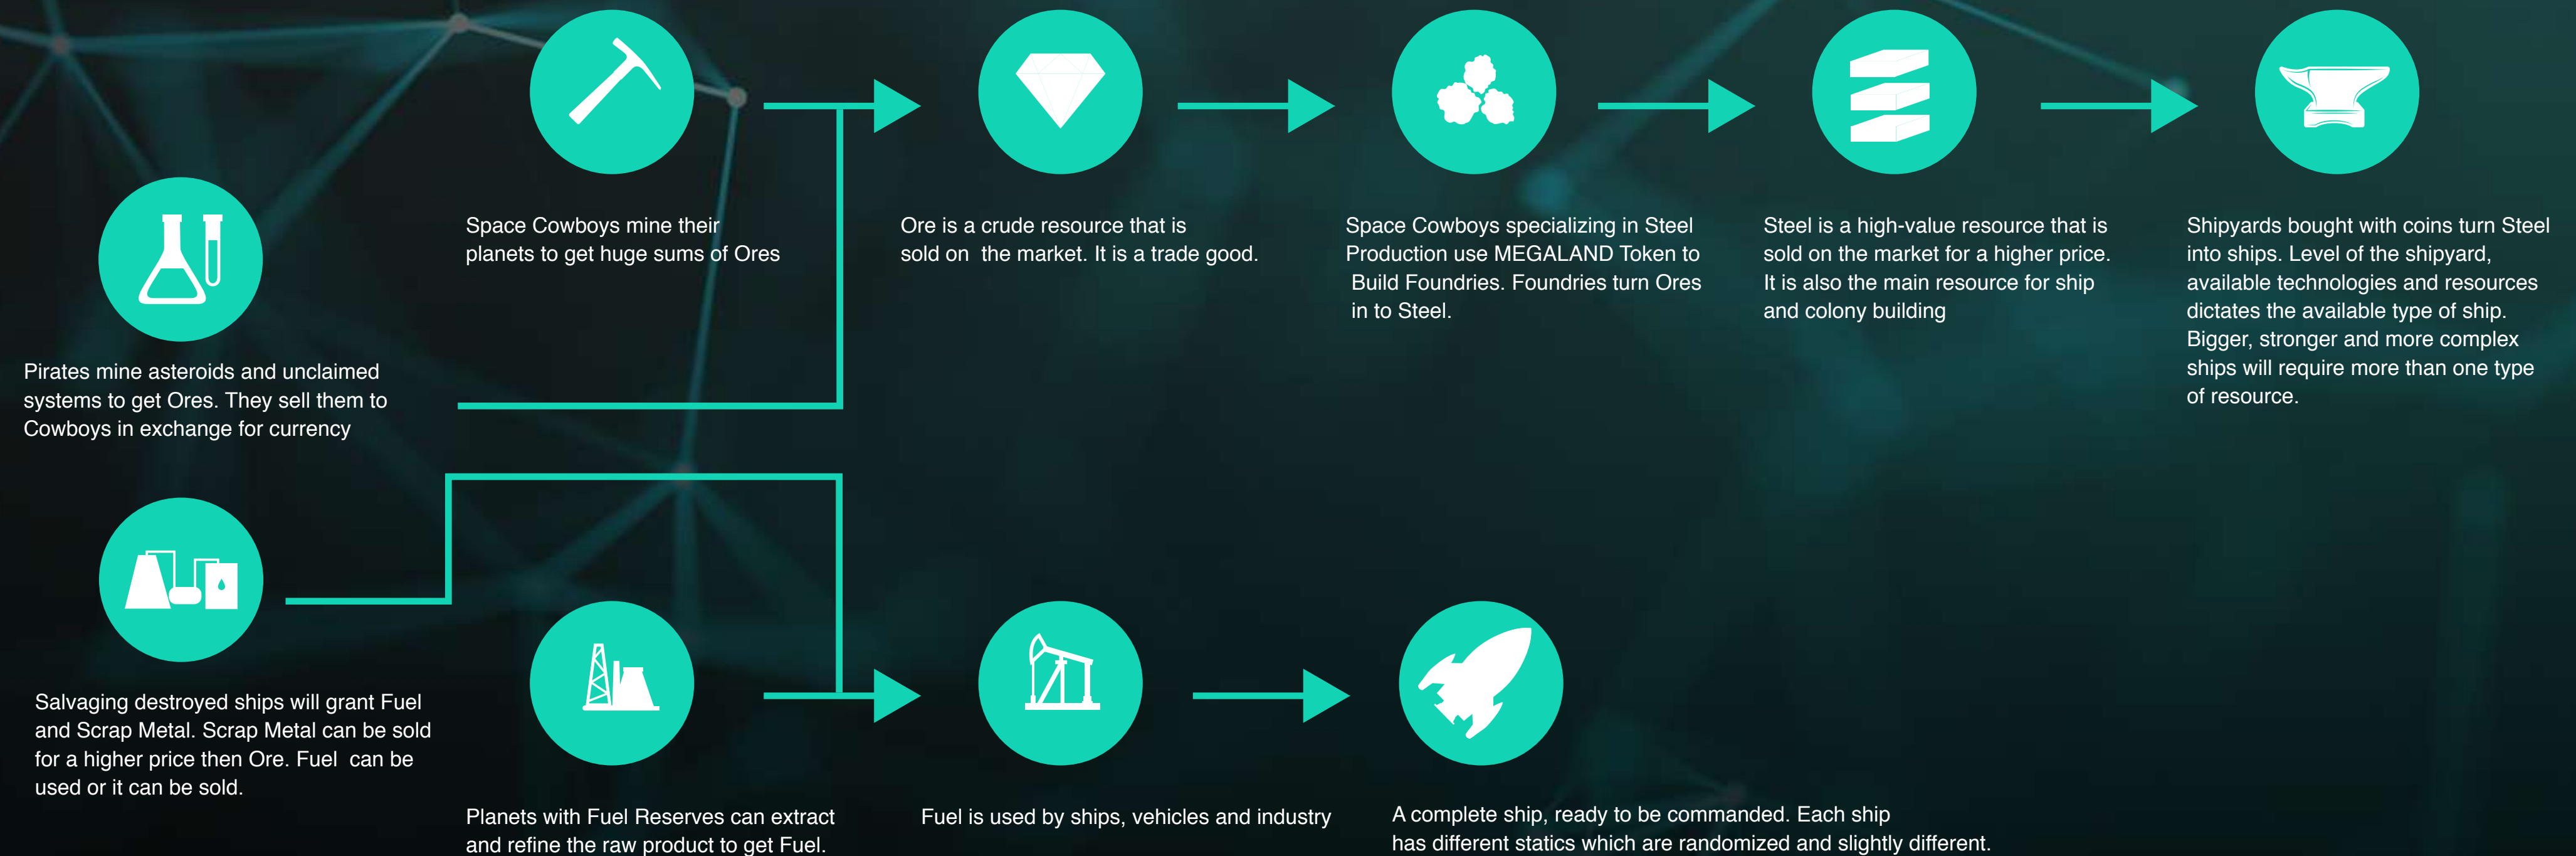 Space Cowboys mine their
planets to get huge sums of Ores
Ore is a crude resource that is
sold on  the market. It is a trade good.
Space Cowboys specializing in Steel
Production use MEGALAND Token to
Build Foundries. Foundries turn Ores
in to Steel.
Steel is a high-value resource that is
sold on the market for a higher price.
It is also the main resource for ship
and colony building
Shipyards bought with coins turn Steel
into ships. Level of the shipyard,
available technologies and resources
dictates the available type of ship.
Bigger, stronger and more complex
ships will require more than one type
of resource.
Pirates mine asteroids and unclaimed
systems to get Ores. They sell them to
Cowboys in exchange for currency
Salvaging destroyed ships will grant Fuel
and Scrap Metal. Scrap Metal can be sold
for a higher price then Ore. Fuel  can be
used or it can be sold.
Planets with Fuel Reserves can extract
and refine the raw product to get Fuel.
Fuel is used by ships, vehicles and industry
A complete ship, ready to be commanded. Each ship
has different statics which are randomized and slightly different.